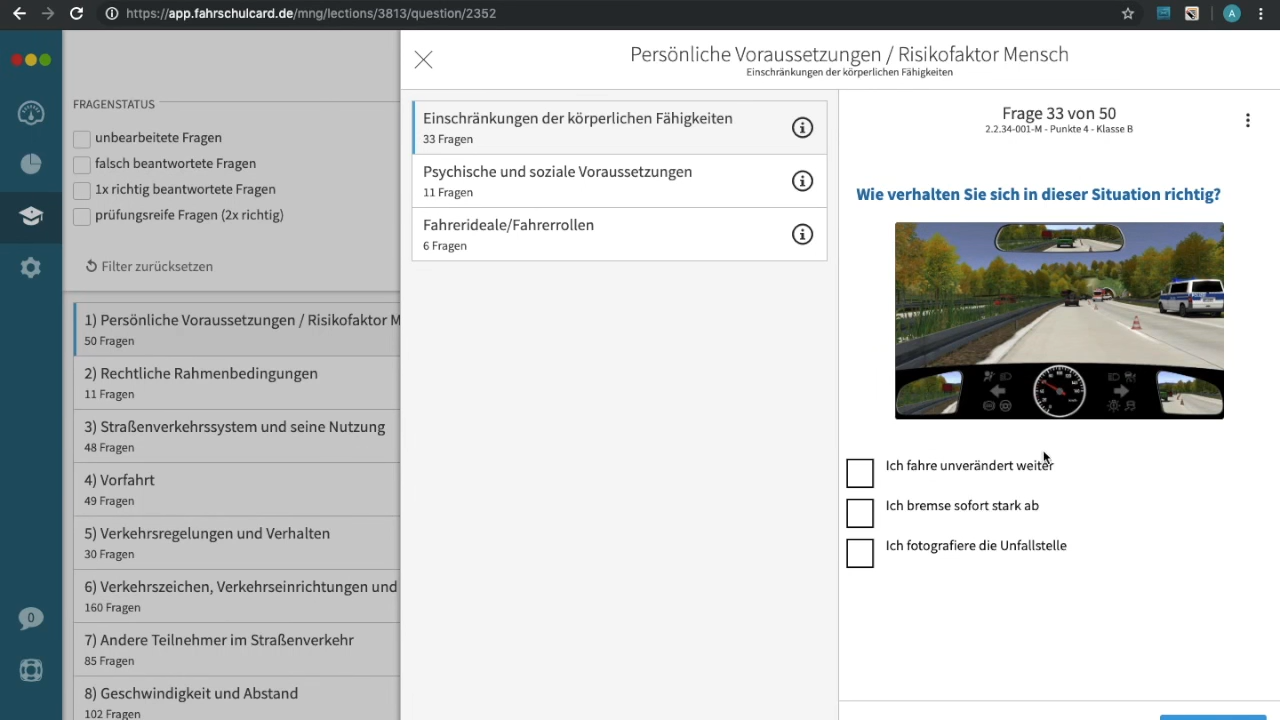 https://app.fahrschulcard.de/mng/lections/3813/question/2352
A
Persönliche Voraussetzungen / Risikofaktor Mensch
Einschränkungen der körperlichen Fähigkeiten
FRAGENSTATUS
unbearbeitete Fragen
falsch beantwortete Fragen
1x richtig beantwortete Fragen
prüfungsreife Fragen (2x richtig)
Filter zurücksetzen
1) Persönliche Voraussetzungen / Risikofaktor M
50 Fragen
2) Rechtliche Rahmenbedingungen
11 Fragen
3) Straßenverkehrssystem und seine Nutzung
48 Fragen
4) Vorfahrt
49 Fragen
5) Verkehrsregelungen und Verhalten
30 Fragen
6) Verkehrszeichen, Verkehrseinrichtungen und
160 Fragen
7) Andere Teilnehmer im Straßenverkehr
85 Fragen
8) Geschwindigkeit und Abstand
102 Fragen
0
Einschränkungen der körperlichen Fähigkeiten
33 Fragen
Psychische und soziale Voraussetzungen
11 Fragen
Fahrerideale/Fahrerrollen
6 Fragen
Frage 33 von 50
2.2.34-001-M - Punkte 4 - Klasse B
Wie verhalten Sie sich in dieser Situation richtig?
Ich fahre unverändert weiter
Ich bremse sofort stark ab
Ich fotografiere die Unfallstelle